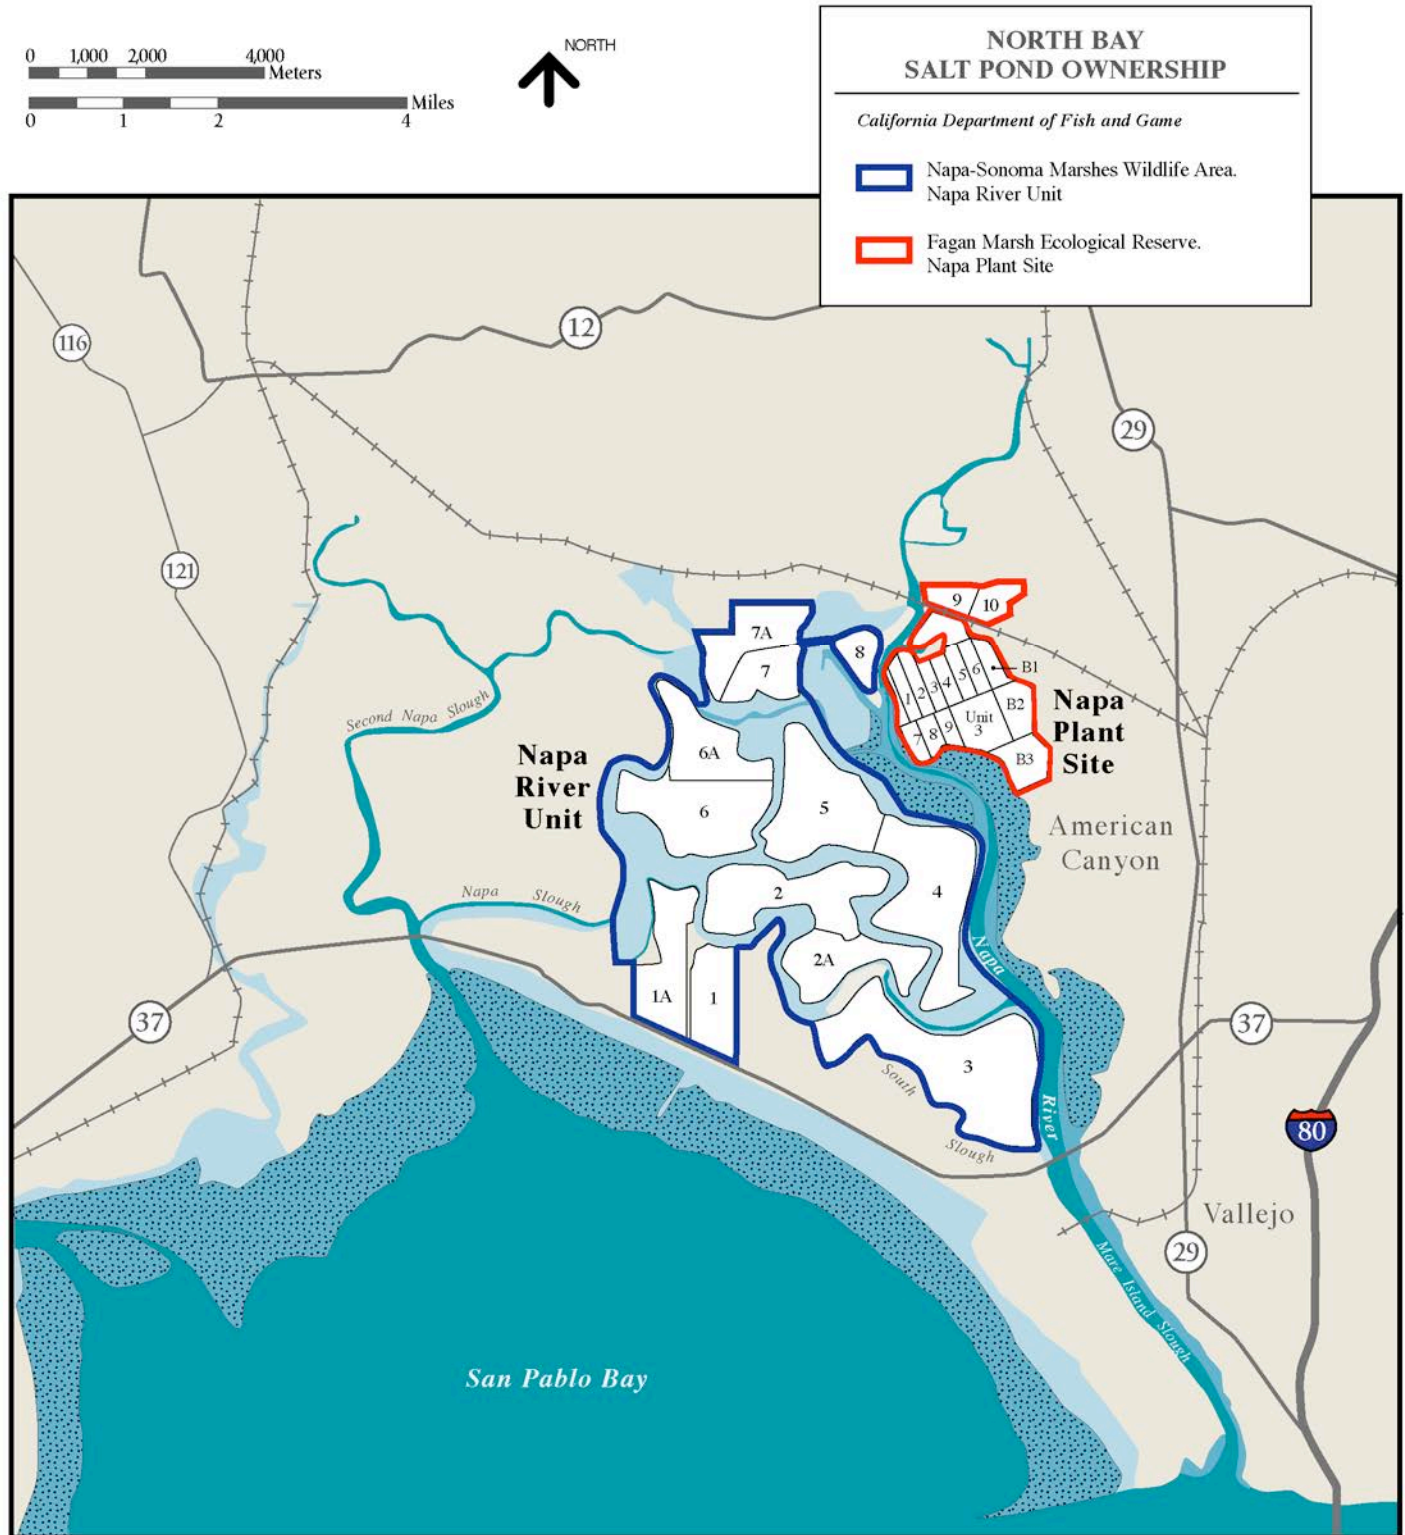 0 1,000 2,000 4,000
Meters
Miles
0 1 2 4
NORTH
NORTH BAY
SALT POND OWNERSHIP
California Department of Fish and Game
Napa-Sonoma Marshes Wildlife Area.
Napa River Unit
Fagan Marsh Ecological Reserve.
Napa Plant Site
116
12
29
121
9
10
7A
7
8
B1
1
2
3
4
5
6
B2
Unit
3
7
8
9
B3
Napa
Plant
Site
Second Napa Slough
Napa
River
Unit
6A
6
5
American
Canyon
Napa Slough
2
4
2A
1A
1
3
Napa
River
South
Slough
37
37
80
Vallejo
29
Mare Island Slough
San Pablo Bay